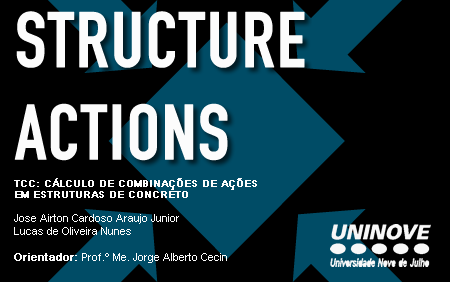 STRUCTURE
ACTIONS
TCC: CÁLCULO DE COMBINAÇÕES DE AÇÕES
EM ESTRUTURAS DE CONCRETO
Jose Airton Cardoso Araujo Junior
Lucas de Oliveira Nunes
Orientador: Prof.º Me. Jorge Alberto Cecin
UNINOVE
Universidade Nove de Julho